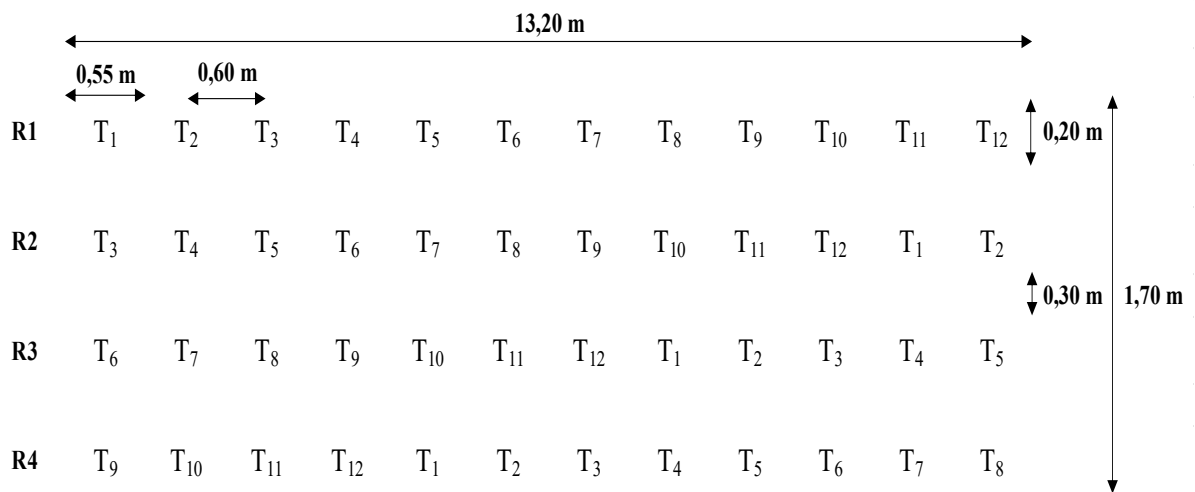 13,20 m
0,55 m 0,60 m
R1 T₁ T₂ T₃ T₄ T₅ T₆ T₇ T₈ T₉ T₁₀ T₁₁ T₁₂ 0,20 m
R2 T₃ T₄ T₅ T₆ T₇ T₈ T₉ T₁₀ T₁₁ T₁₂ T₁ T₂
0,30 m 1,70 m
R3 T₆ T₇ T₈ T₉ T₁₀ T₁₁ T₁₂ T₁ T₂ T₃ T₄ T₅
R4 T₉ T₁₀ T₁₁ T₁₂ T₁ T₂ T₃ T₄ T₅ T₆ T₇ T₈